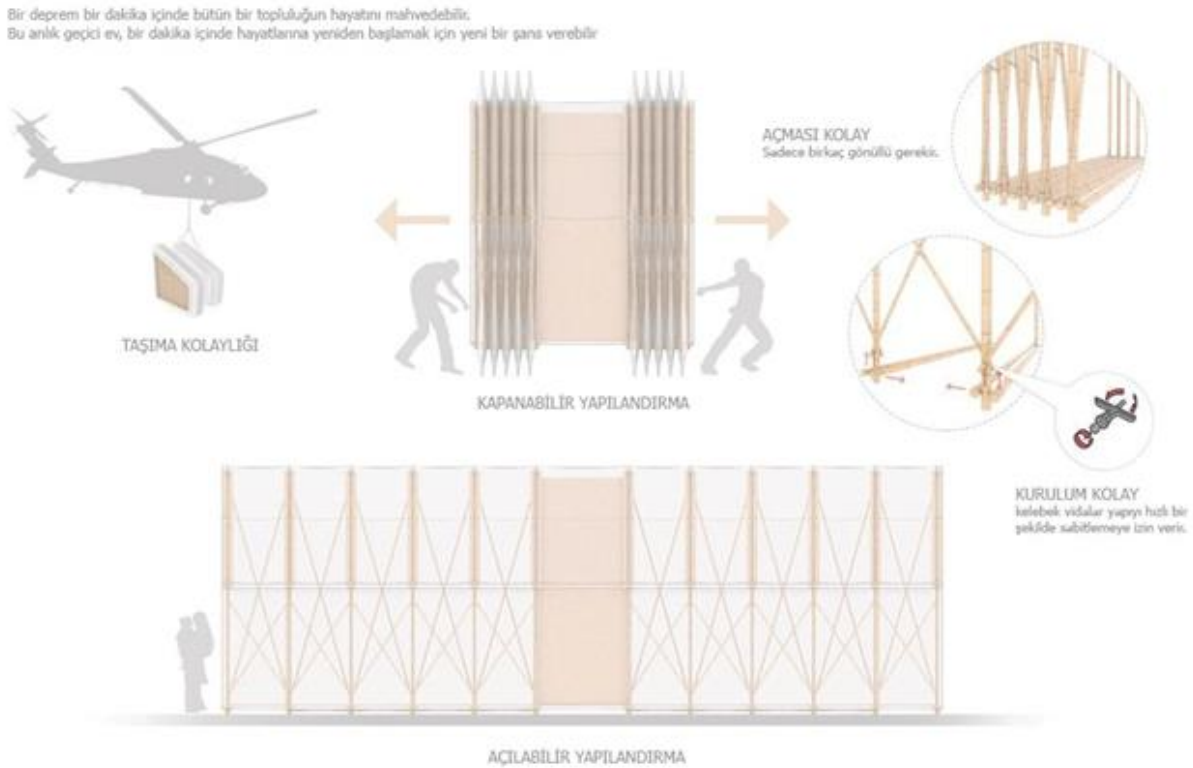 Bir deprem bir dakika içinde bütün bir topluluğun hayatını mahvedebilir.
Bu anlık geçici ev, bir dakika içinde hayatlarına yeniden başlamak için yeni bir şans verebilir
AÇMASI KOLAY
Sadece birkaç gönüllü gerekir.
TAŞIMA KOLAYLIĞI
KAPANABİLİR YAPILANDIRMA
KURULUM KOLAY
kelebek vidalar yapıyı hızlı bir
şekilde sabitlemeye izin verir.
AÇILABİLİR YAPILANDIRMA